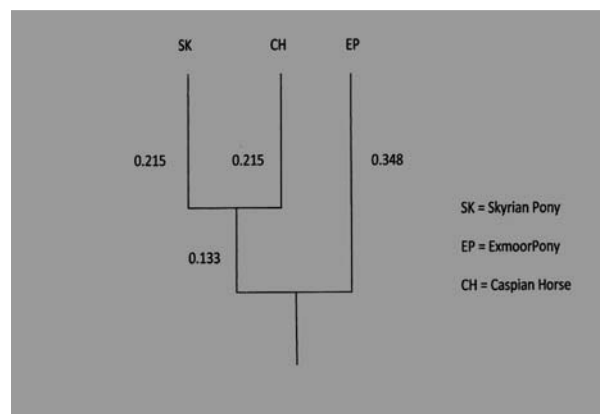 SK CH EP
0.215 0.215 0.348
SK = Skyrian Pony
EP = ExmoorPony
0.133
CH = Caspian Horse